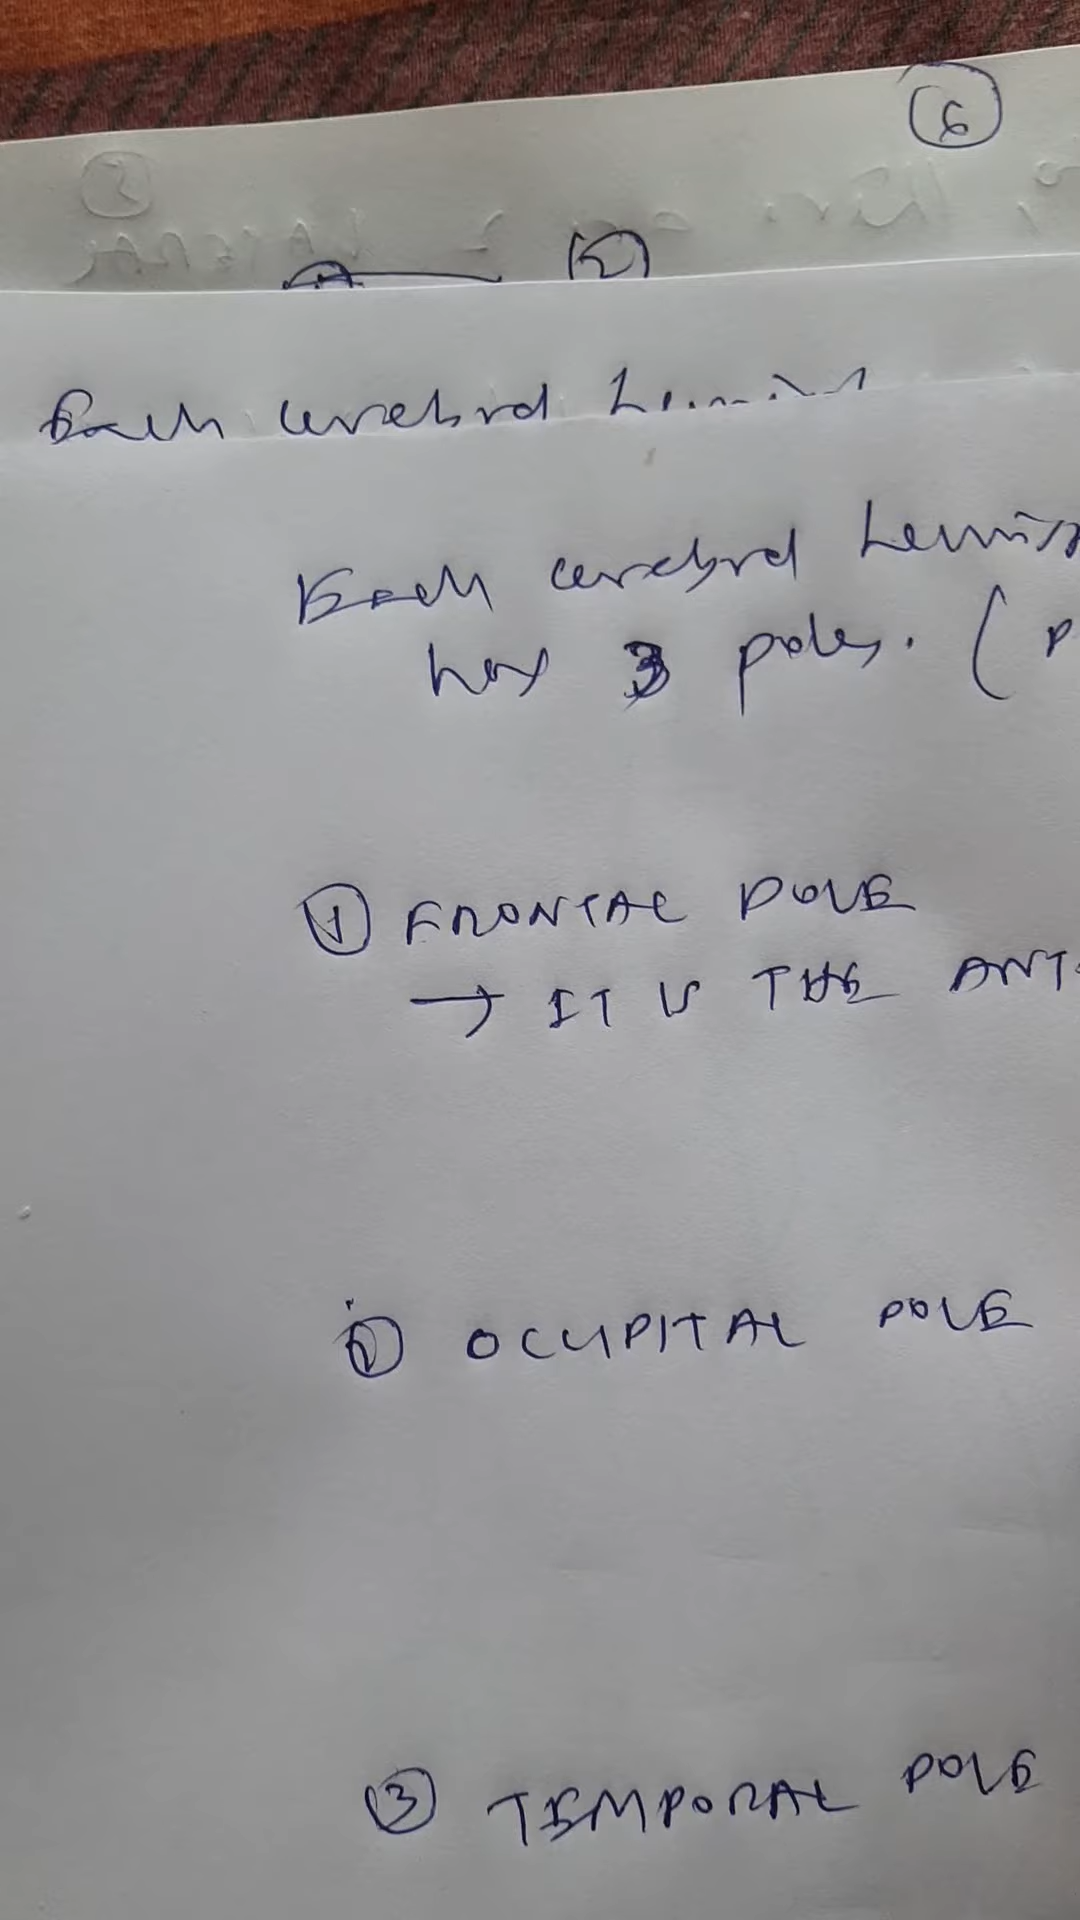 6
Each cerebral
Each cerebral
has 3 poles. (
1 FRONTAL POLE
→ IT IS THE ANT
2 OCCIPITAL POLE
3 TEMPORAL POLE